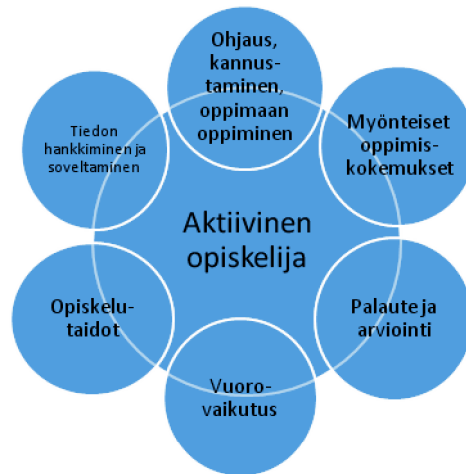 Ohjaus,
kannus-
taminen,
oppimaan
oppiminen
Myönteiset
oppimis-
kokemukset
Palaute ja
arviointi
Vuoro-
vaikutus
Opiskelu-
taidot
Tiedon
hankkiminen ja
soveltaminen
Aktiivinen
opiskelija